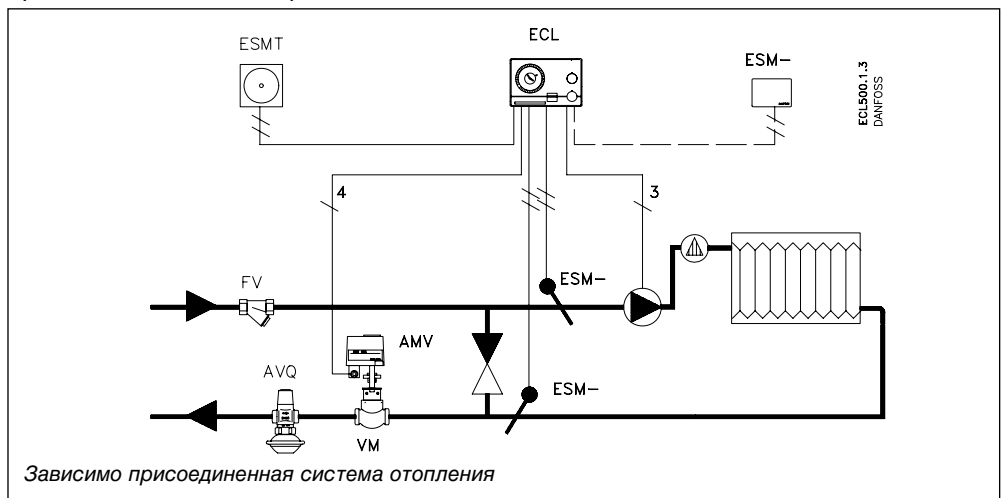 ESMT
ECL
ESM-
ECL500.1.3
DANFOSS
4
3
FV
ESM-
AMV
AVQ
ESM-
VM
Зависимо присоединенная система отопления